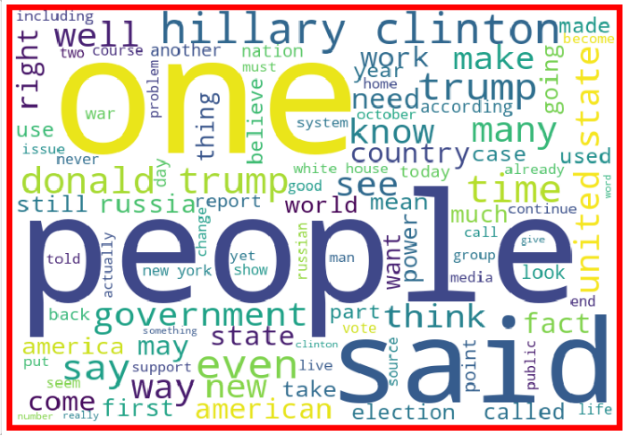 including
right
well
two
course
another
hillary clinton
made
become
one
war
problem
thing
nation
must
believe
system
work
year
home
need
october
make
trump
according
going
use
issue
never
know
many
country
case
used
united state
donald trump
day
white house
good
see
today
time
already
still
russia
report
world
mean
much
continue
word
people
told
actually
change
new york
yet
show
russian
man
want
power
media
group
call
give
look
end
back
government
something
state
part
vote
think
fact
america
may
clinton
said
put
say
seem
support
way
even
new
live
take
source
point
public
come
first
american
election
called
life
number
really